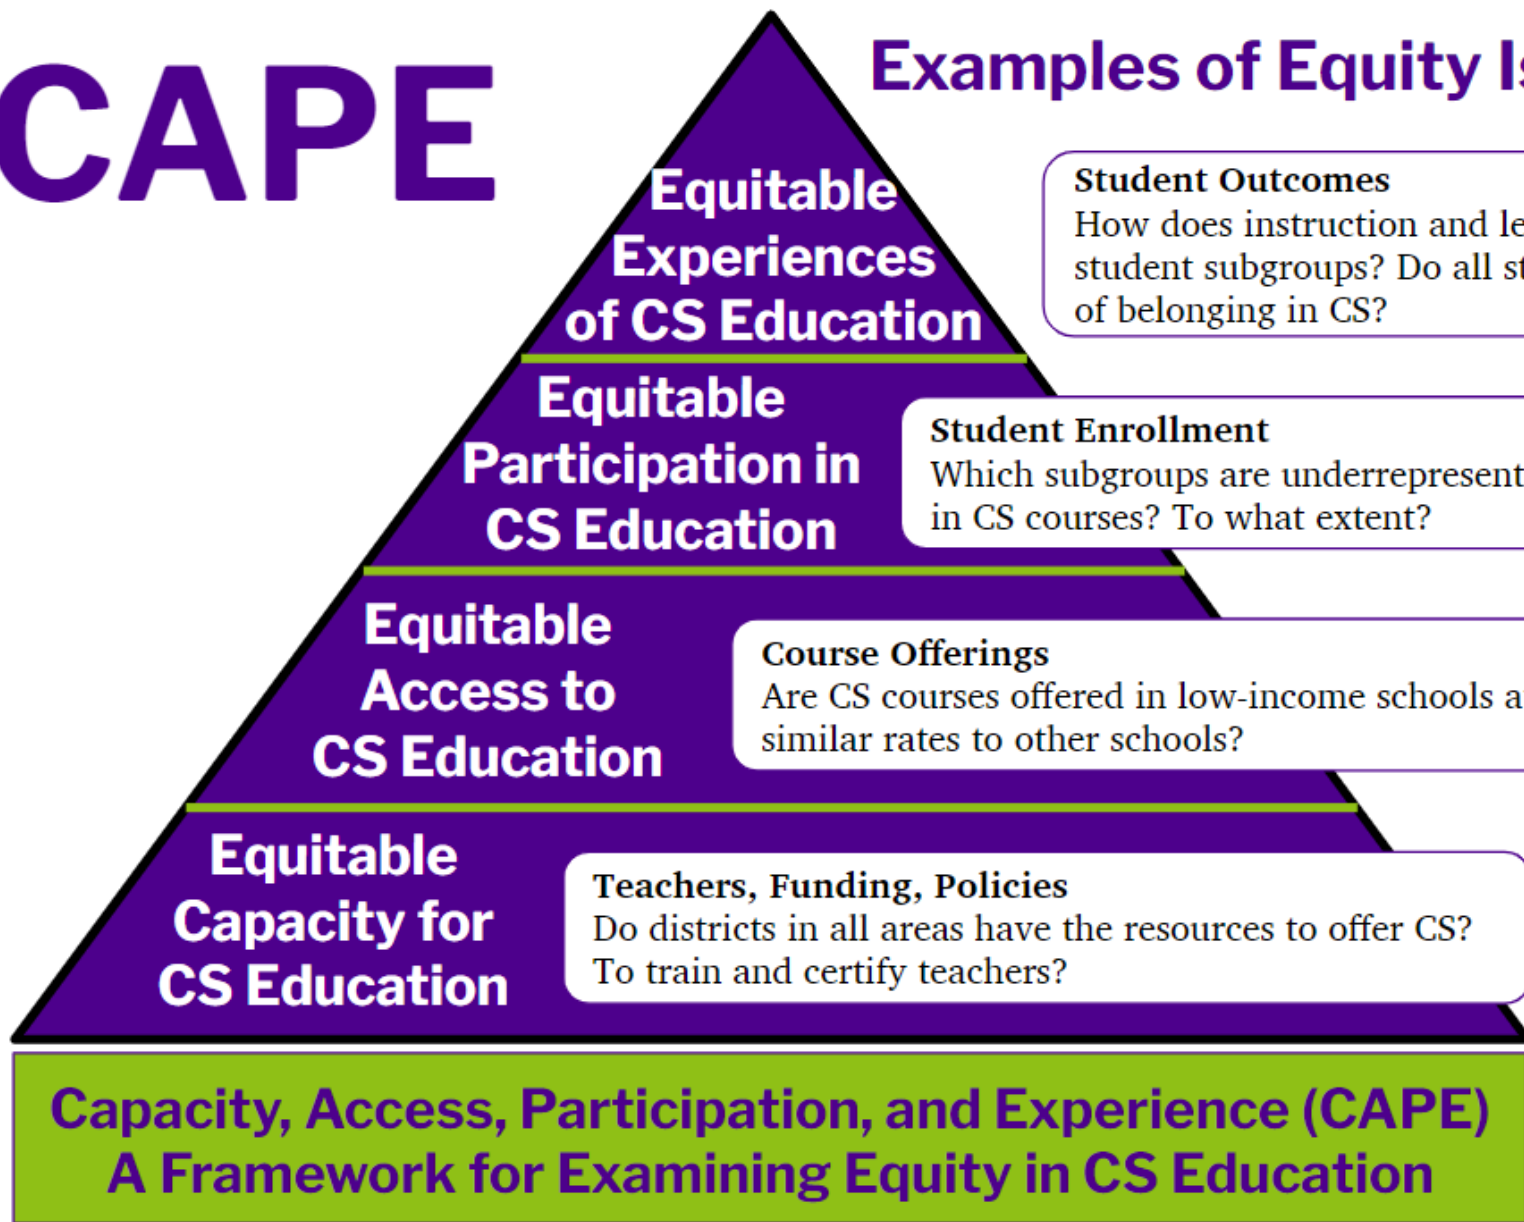 CAPE
Examples of Equity
Equitable
Experiences
of CS Education
Student Outcomes
How does instruction and
student subgroups? Do all
of belonging in CS?
Equitable
Participation in
CS Education
Student Enrollment
Which subgroups are underrepresent
in CS courses? To what extent?
Equitable
Access to
CS Education
Course Offerings
Are CS courses offered in low-income schools
similar rates to other schools?
Equitable
Capacity for
CS Education
Teachers, Funding, Policies
Do districts in all areas have the resources to offer CS?
To train and certify teachers?
Capacity, Access, Participation, and Experience (CAPE)
A Framework for Examining Equity in CS Education